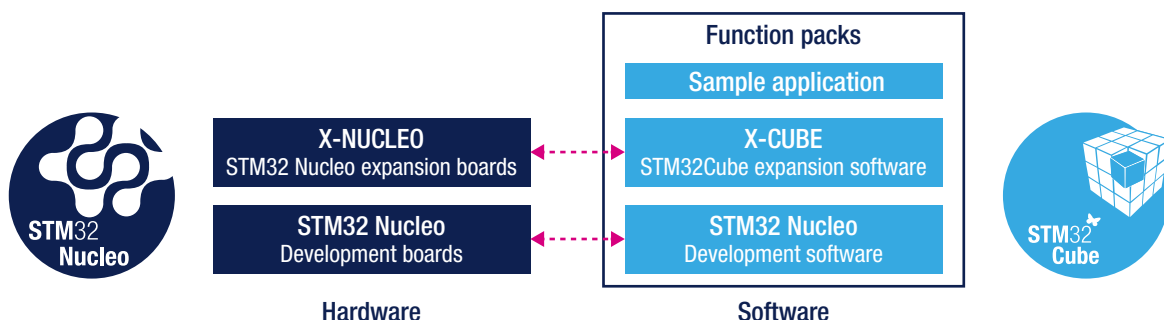 Function packs
Sample application
STM32
Nucleo
X-NUCLEO
STM32 Nucleo expansion boards
X-CUBE
STM32Cube expansion software
STM32 Nucleo
Development boards
STM32 Nucleo
Development software
STM32
Cube
Hardware
Software